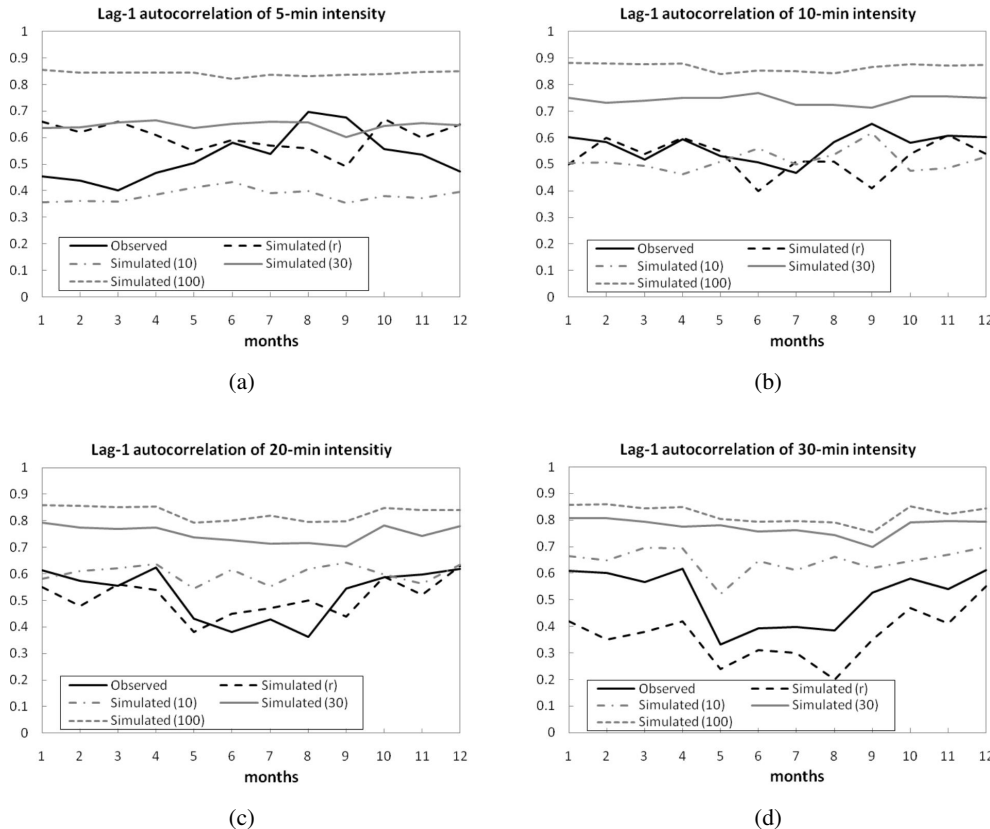 Lag-1 autocorrelation of 5-min intensity
1
0.9
0.8
0.7
0.6
0.5
0.4
0.3
0.2
0.1
0
Observed Simulated (r)
Simulated (10) Simulated (30)
Simulated (100)
1 2 3 4 5 6 7 8 9 10 11 12
months
(a)
Lag-1 autocorrelation of 10-min intensity
1
0.9
0.8
0.7
0.6
0.5
0.4
0.3
0.2
0.1
0
Observed Simulated (r)
Simulated (10) Simulated (30)
Simulated (100)
1 2 3 4 5 6 7 8 9 10 11 12
months
(b)
Lag-1 autocorrelation of 20-min intensitiy
1
0.9
0.8
0.7
0.6
0.5
0.4
0.3
0.2
0.1
0
Observed Simulated (r)
Simulated (10) Simulated (30)
Simulated (100)
1 2 3 4 5 6 7 8 9 10 11 12
months
(c)
Lag-1 autocorrelation of 30-min intensity
1
0.9
0.8
0.7
0.6
0.5
0.4
0.3
0.2
0.1
0
Observed Simulated (r)
Simulated (10) Simulated (30)
Simulated (100)
1 2 3 4 5 6 7 8 9 10 11 12
months
(d)